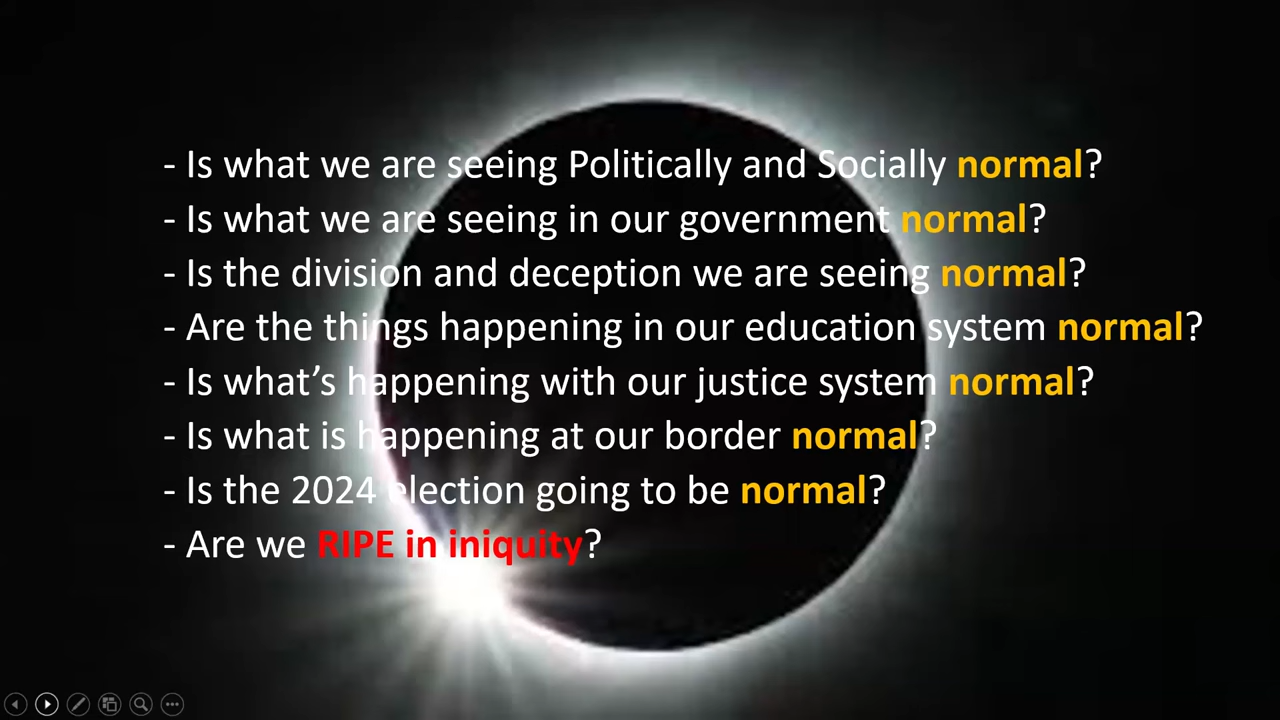 - Is what we are seeing Politically and Socially normal?
- Is what we are seeing in our government normal?
- Is the division and deception we are seeing normal?
- Are the things happening in our education system normal?
- Is what’s happening with our justice system normal?
- Is what is happening at our border normal?
- Is the 2024 election going to be normal?
- Are we RIPE in iniquity?